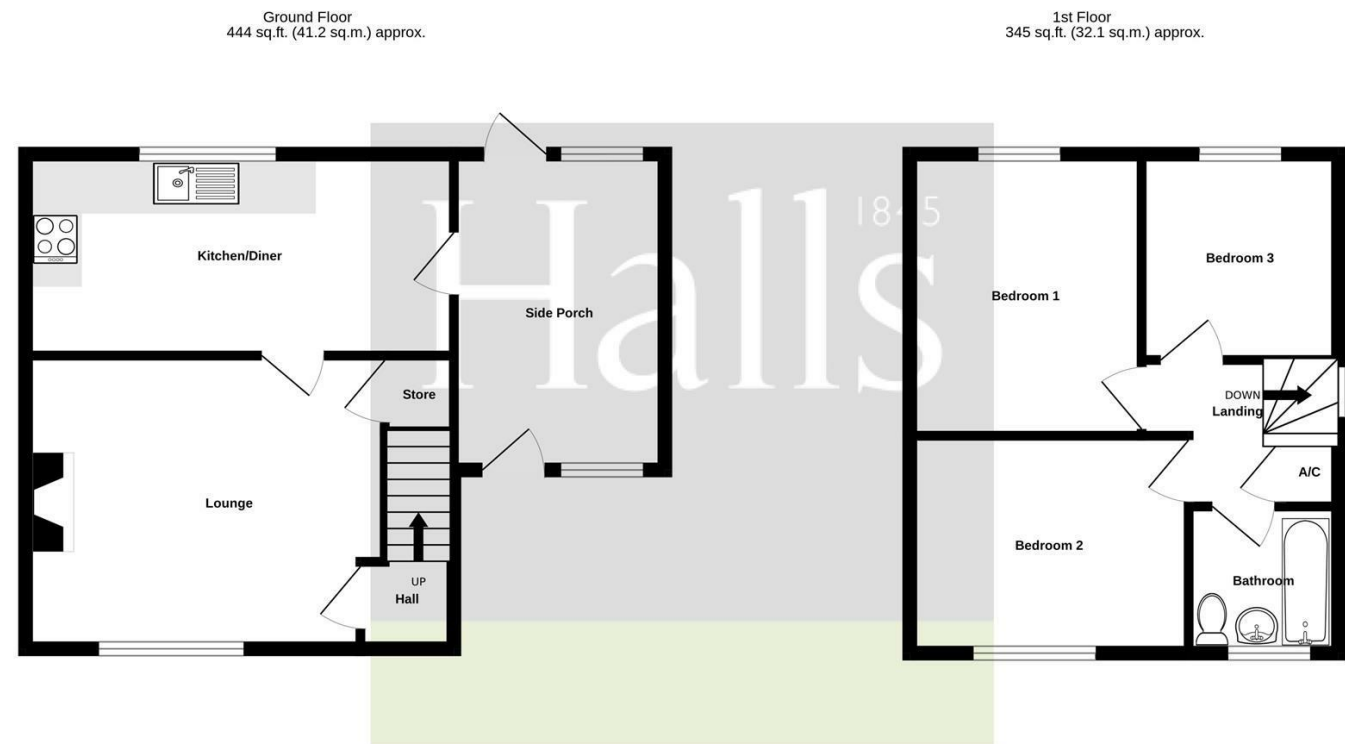 Ground Floor
444 sq.ft. (41.2 sq.m.) approx.
1st Floor
345 sq.ft. (32.1 sq.m.) approx.
Halls
Kitchen/Diner
Side Porch
Store
Lounge
UP
Hall
Bedroom 1
Bedroom 3
DOWN
Landing
A/C
Bedroom 2
Bathroom